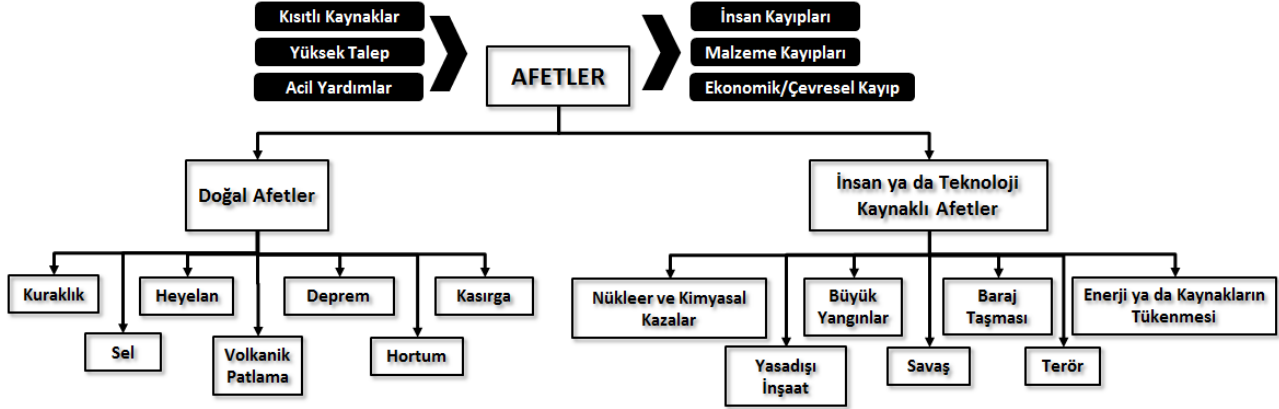 Kısıtlı Kaynaklar
Yüksek Talep
Acil Yardımlar
AFETLER
İnsan Kayıpları
Malzeme Kayıpları
Ekonomik/Çevresel Kayıp
Doğal Afetler
İnsan ya da Teknoloji
Kaynaklı Afetler
Kuraklık
Heyelan
Deprem
Kasırga
Sel
Volkanik
Patlama
Hortum
Nükleer ve Kimyasal
Kazalar
Büyük
Yangınlar
Baraj
Taşması
Enerji ya da Kaynakların
Tükenmesi
Yasadışı
İnşaat
Savaş
Terör